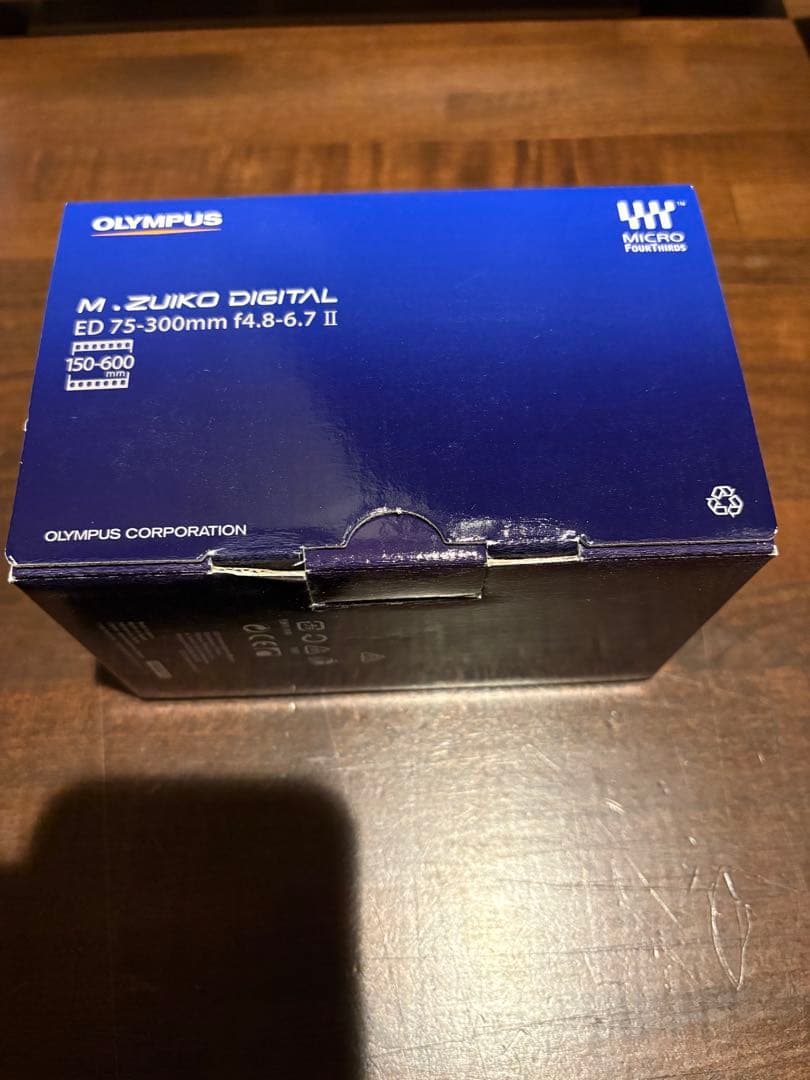 OLYMPUS
MICRO
FOURTHIRDS
M.ZUIKO DIGITAL
ED 75-300mm f4.8-6.7 II
150-600
mm
OLYMPUS CORPORATION